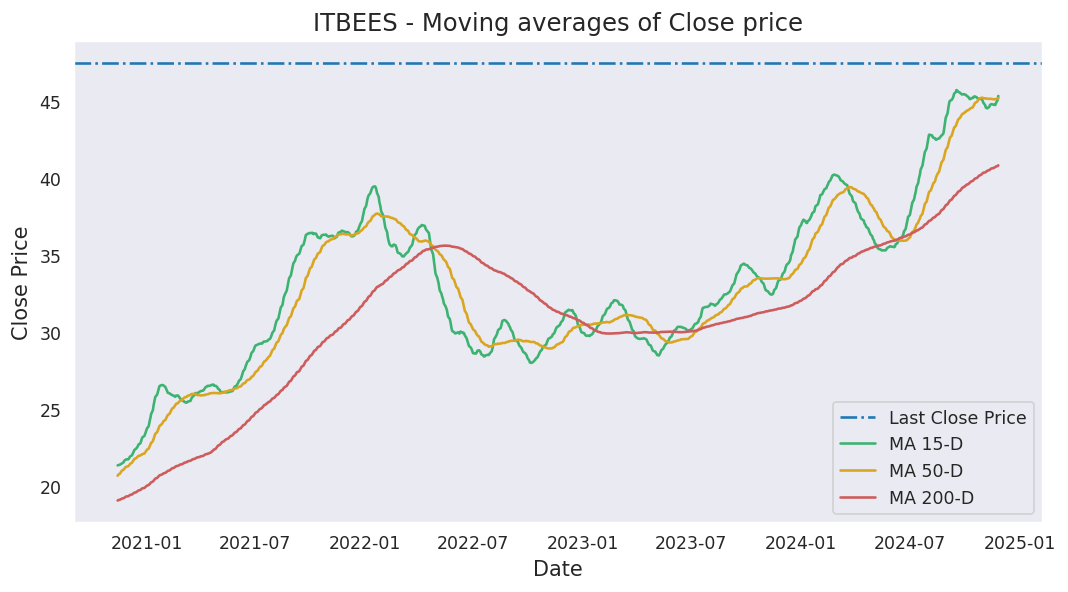 ITBEES - Moving averages of Close price
Close Price
45
40
35
30
25
20
Last Close Price
MA 15-D
MA 50-D
MA 200-D
2021-01 2021-07 2022-01 2022-07 2023-01 2023-07 2024-01 2024-07 2025-01
Date